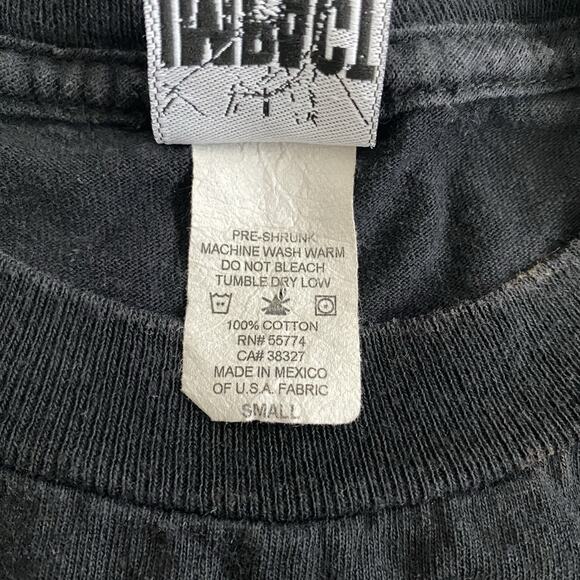 PRE-SHRUNK
MACHINE WASH WARM
DO NOT BLEACH
TUMBLE DRY LOW
100% COTTON
RN# 55774
CA# 38327
MADE IN MEXICO
OF U.S.A. FABRIC
SMALL